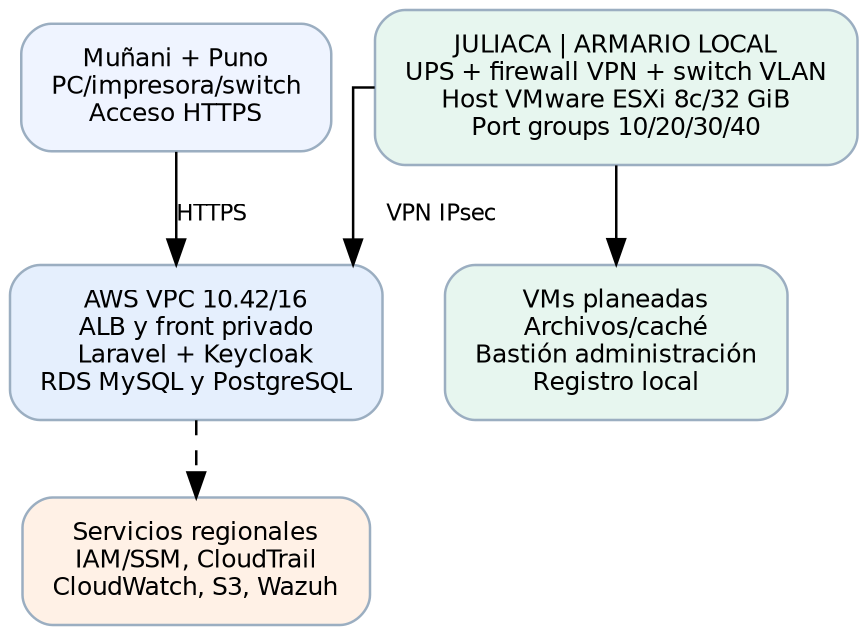 Muñani + Puno
PC/impresora/switch
Acceso HTTPS
JULIACA | ARMARIO LOCAL
UPS + firewall VPN + switch VLAN
Host VMware ESXi 8c/32 GiB
Port groups 10/20/30/40
HTTPS
VPN IPsec
AWS VPC 10.42/16
ALB y front privado
Laravel + Keycloak
RDS MySQL y PostgreSQL
VMs planeadas
Archivos/caché
Bastión administración
Registro local
Servicios regionales
IAM/SSM, CloudTrail
CloudWatch, S3, Wazuh